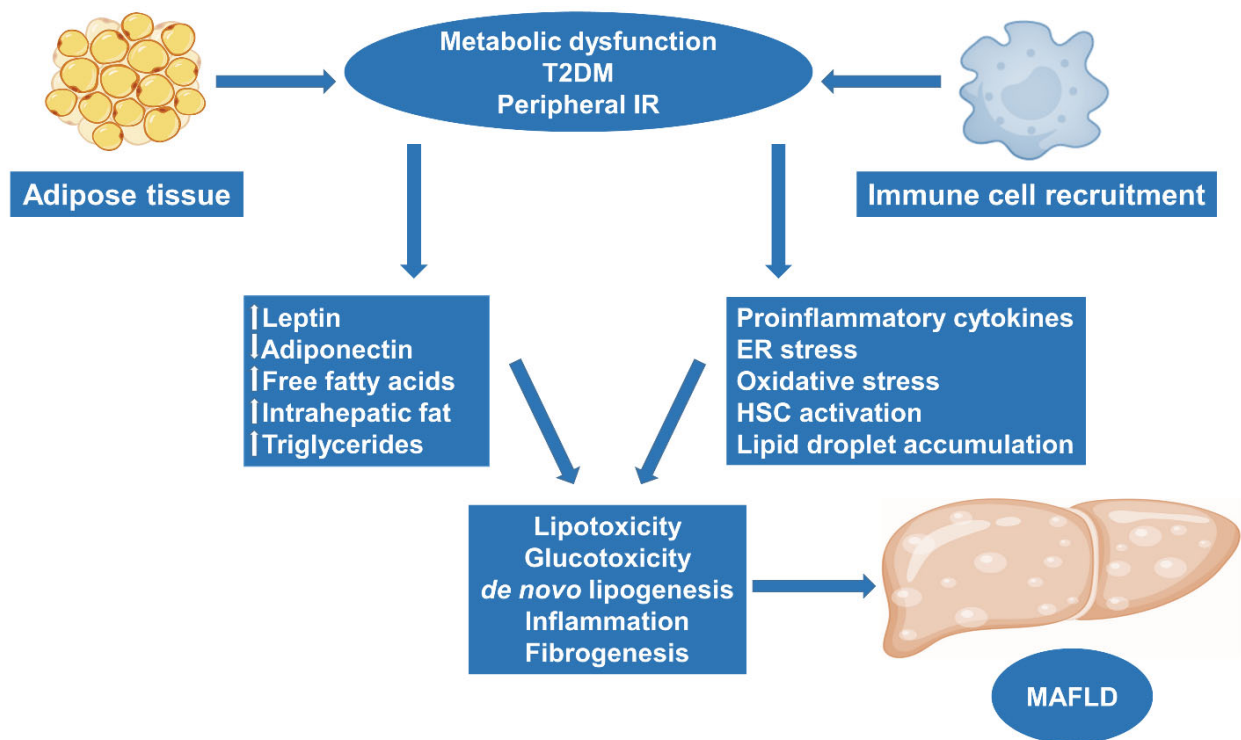 Metabolic dysfunction
T2DM
Peripheral IR
Adipose tissue
Immune cell recruitment
↑Leptin
↓Adiponectin
↑Free fatty acids
↑Intrahepatic fat
↑Triglycerides
Proinflammatory cytokines
ER stress
Oxidative stress
HSC activation
Lipid droplet accumulation
Lipotoxicity
Glucotoxicity
de novo lipogenesis
Inflammation
Fibrogenesis
MAFLD